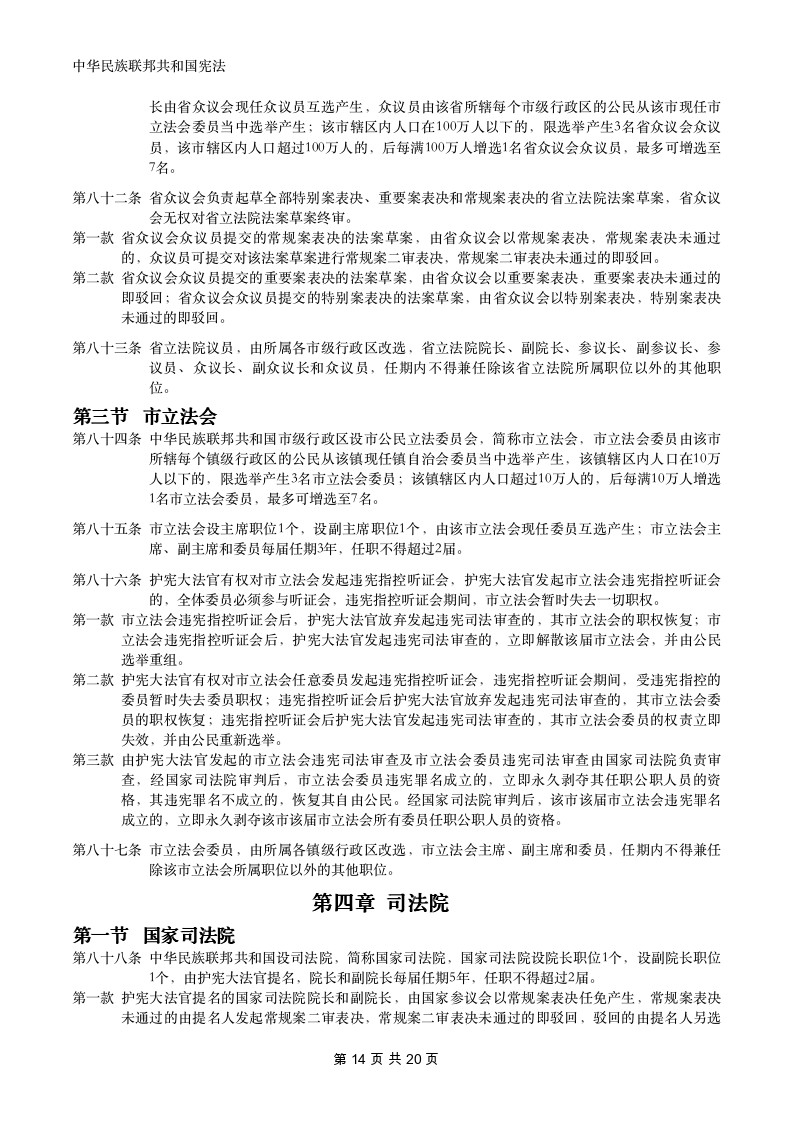 中华民族联邦共和国宪法
长由省众议会现任众议员互选产生，众议员由该省所辖每个市级行政区的公民从该市现任市
立法会委员当中选举产生；该市辖区内人口在100万人以下的，限选举产生3名省众议会众议
员，该市辖区内人口超过100万人的，后每满100万人增选1名省众议会众议员，最多可增选至
7名。
第八十二条 省众议会负责起草全部特别案表决、重要案表决和常规案表决的省立法院法案草案，省众议
会无权对省立法院法案草案终审。
第一款 省众议会众议员提交的常规案表决的法案草案，由省众议会以常规案表决，常规案表决未通过
的，众议员可提交对该法案草案进行常规案二审表决，常规案二审表决未通过的即驳回。
第二款 省众议会众议员提交的重要案表决的法案草案，由省众议会以重要案表决，重要案表决未通过的
即驳回；省众议会众议员提交的特别案表决的法案草案，由省众议会以特别案表决，特别案表决
未通过的即驳回。
第八十三条 省立法院议员，由所属各市级行政区改选，省立法院院长、副院长、参议长、副参议长、参
议员、众议长、副众议长和众议员，任期内不得兼任除该省立法院所属职位以外的其他职
位。
第三节 市立法会
第八十四条 中华民族联邦共和国市级行政区设市公民立法委员会，简称市立法会，市立法会委员由该市
所辖每个镇级行政区的公民从该镇现任镇自治会委员当中选举产生，该镇辖区内人口在10万
人以下的，限选举产生3名市立法会委员；该镇辖区内人口超过10万人的，后每满10万人增选
1名市立法会委员，最多可增选至7名。
第八十五条 市立法会设主席职位1个，设副主席职位1个，由该市立法会现任委员互选产生；市立法会主
席、副主席和委员每届任期3年，任职不得超过2届。
第八十六条 护宪大法官有权对市立法会发起违宪指控听证会，护宪大法官发起市立法会违宪指控听证会
的，全体委员必须参与听证会，违宪指控听证会期间，市立法会暂时失去一切职权。
第一款 市立法会违宪指控听证会后，护宪大法官放弃发起违宪司法审查的，其市立法会的职权恢复；市
立法会违宪指控听证会后，护宪大法官发起违宪司法审查的，立即解散该届市立法会，并由公民
选举重组。
第二款 护宪大法官有权对市立法会任意委员发起违宪指控听证会，违宪指控听证会期间，受违宪指控的
委员暂时失去委员职权；违宪指控听证会后护宪大法官放弃发起违宪司法审查的，其市立法会委
员的职权恢复；违宪指控听证会后护宪大法官发起违宪司法审查的，其市立法会委员的权责立即
失效，并由公民重新选举。
第三款 由护宪大法官发起的市立法会违宪司法审查及市立法会委员违宪司法审查由国家司法院负责审
查，经国家司法院审判后，市立法会委员违宪罪名成立的，立即永久剥夺其任职公职人员的资
格，其违宪罪名不成立的，恢复其自由公民。经国家司法院审判后，该市该届市立法会违宪罪名
成立的，立即永久剥夺该市该届市立法会所有委员任职公职人员的资格。
第八十七条 市立法会委员，由所属各镇级行政区改选，市立法会主席、副主席和委员，任期内不得兼任
除该市立法会所属职位以外的其他职位。
第四章 司法院
第一节 国家司法院
第八十八条 中华民族联邦共和国设司法院，简称国家司法院，国家司法院设院长职位1个，设副院长职位
1个，由护宪大法官提名，院长和副院长每届任期5年，任职不得超过2届。
第一款 护宪大法官提名的国家司法院院长和副院长，由国家参议会以常规案表决任免产生，常规案表决
未通过的由提名人发起常规案二审表决，常规案二审表决未通过的即驳回，驳回的由提名人另选
第 14 页 共 20 页